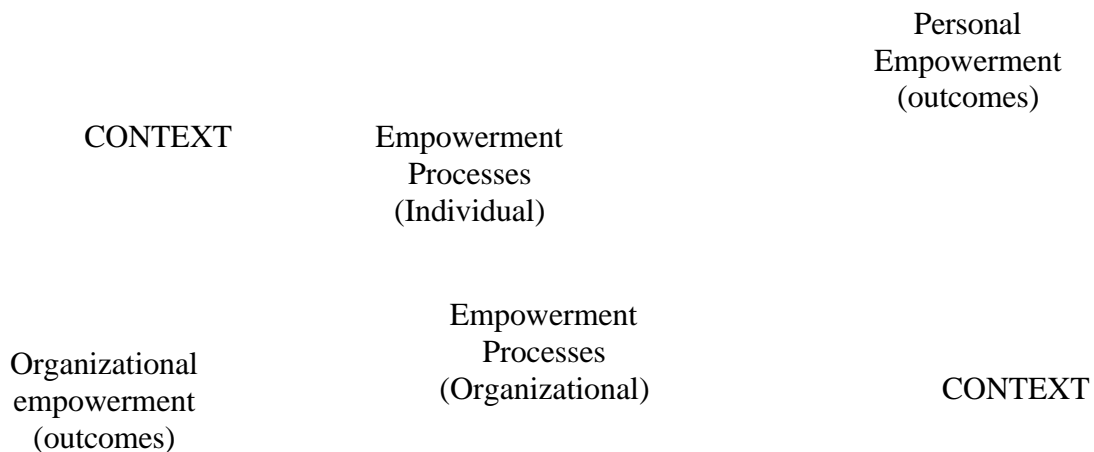 Personal
Empowerment
(outcomes)
CONTEXT
Empowerment
Processes
(Individual)
Empowerment
Processes
(Organizational)
Organizational
empowerment
(outcomes)
CONTEXT